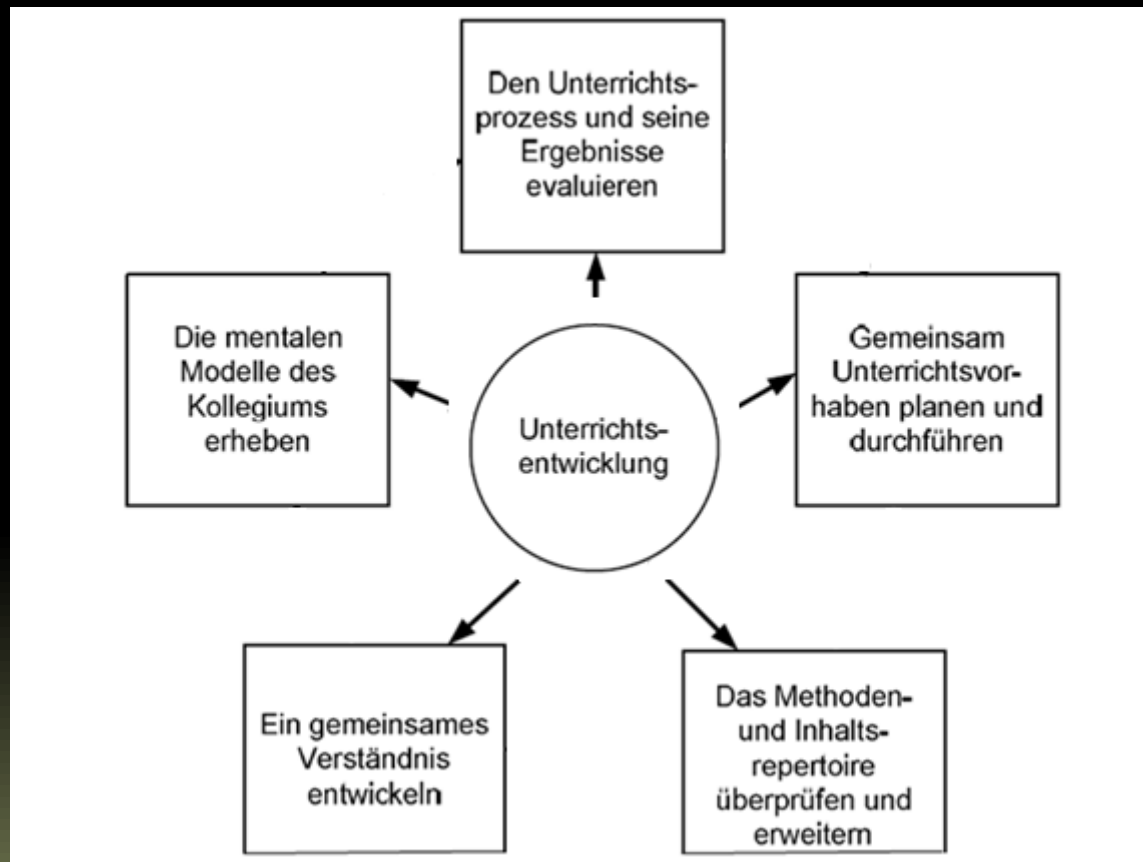 Den Unterrichts-
prozess und seine
Ergebnisse
evaluieren
Die mentalen
Modelle des
Kollegiums
erheben
Gemeinsam
Unterrichtsvor-
haben planen und
durchführen
Unterrichts-
entwicklung
Ein gemeinsames
Verständnis
entwickeln
Das Methoden-
und Inhalts-
repertoire
überprüfen und
erweitern